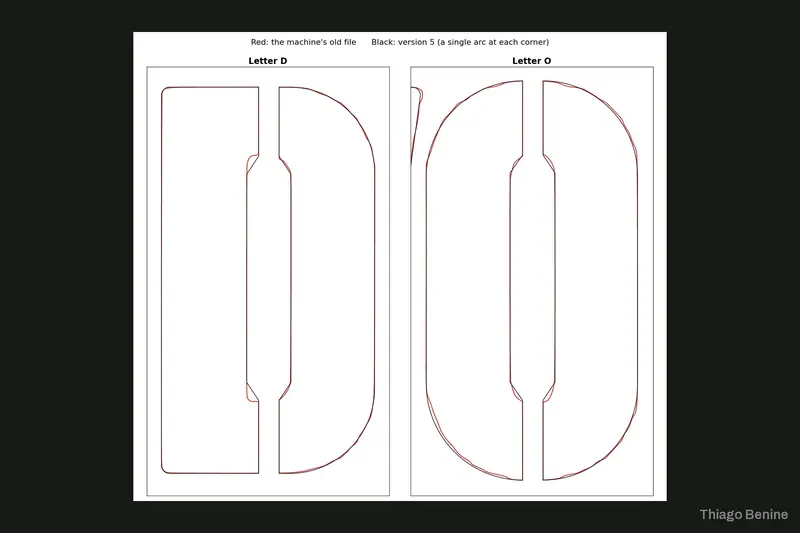 Red: the machine's old file Black: version 5 (a single arc at each corner)
Letter D
Letter O
Thiago Benine